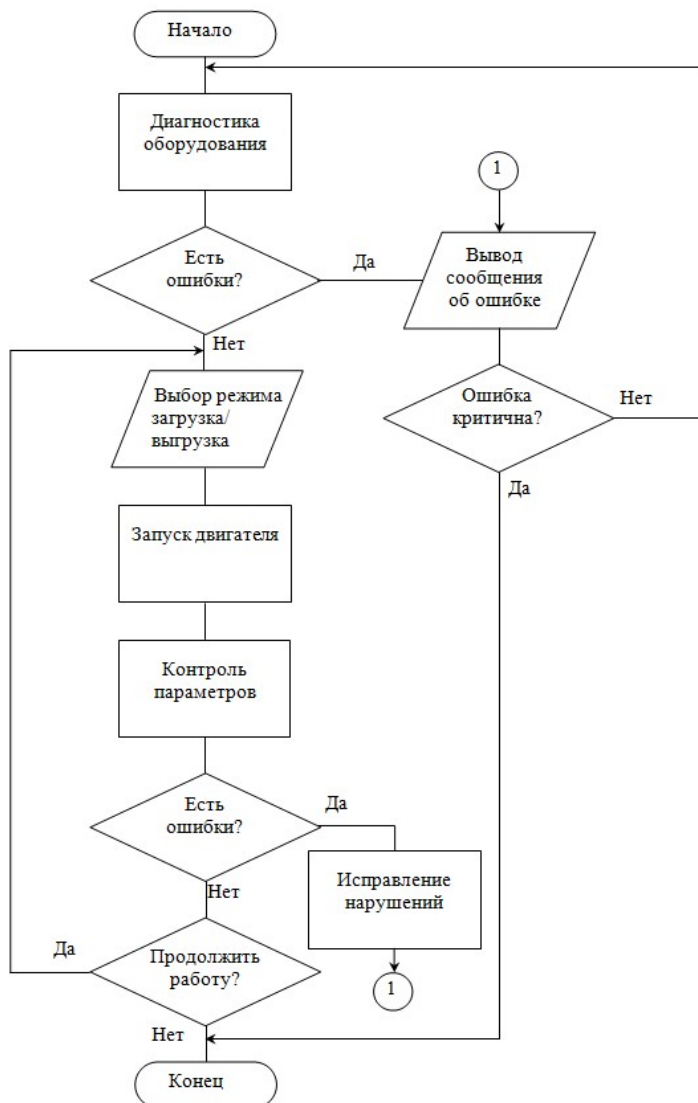 Начало
Диагностика
оборудования
1
Есть
ошибки?
Да
Вывод
сообщения
об ошибке
Нет
Выбор режима
загрузка/
выгрузка
Ошибка
критична?
Нет
Да
Запуск двигателя
Контроль
параметров
Есть
ошибки?
Да
Исправление
нарушений
Нет
Да
Продолжить
работу?
1
Нет
Конец